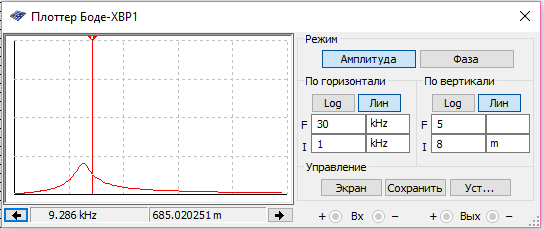 Плоттер Боде-XBP1
Режим
Амплитуда Фаза
По горизонтали По вертикали
Log Лин Log Лин
F 30 kHz F 5
I 1 kHz I 8 m
Управление
Экран Сохранить Уст...
9.286 kHz 685.020251 m
+ Вх − + Вых −